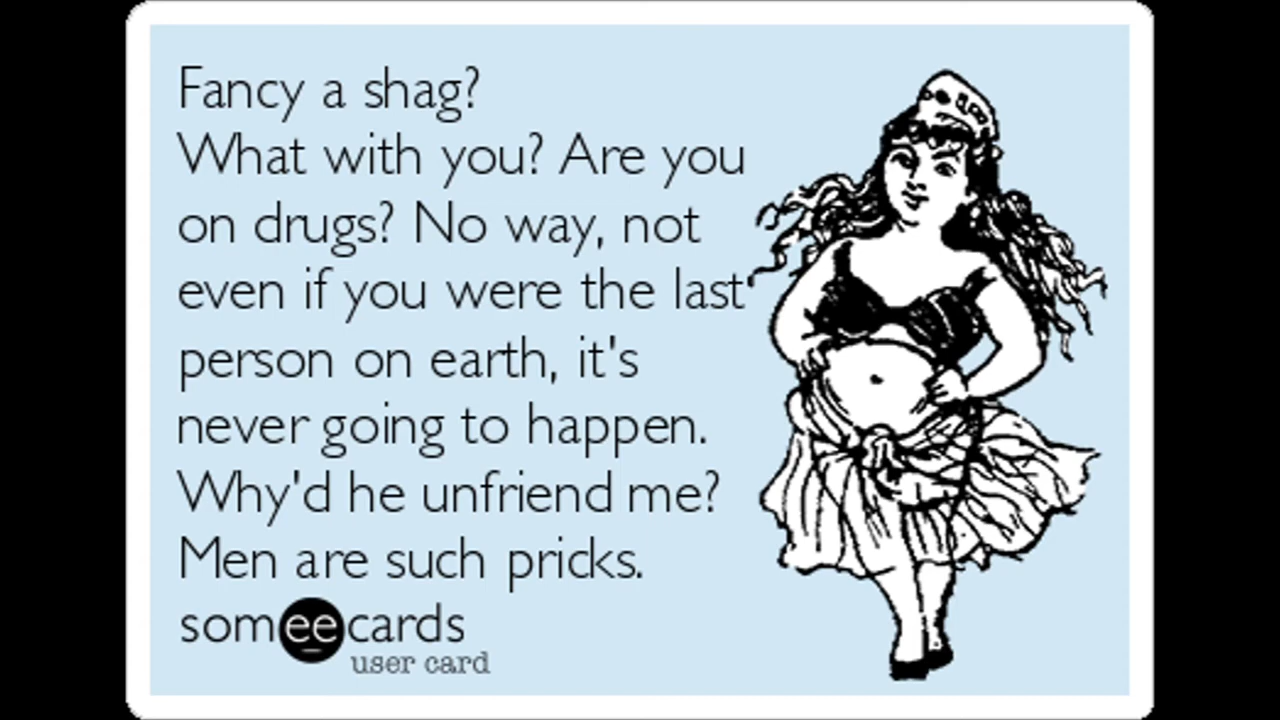 Fancy a shag?
What with you? Are you
on drugs? No way, not
even if you were the last
person on earth, it's
never going to happen.
Why'd he unfriend me?
Men are such pricks.
someecards
user card